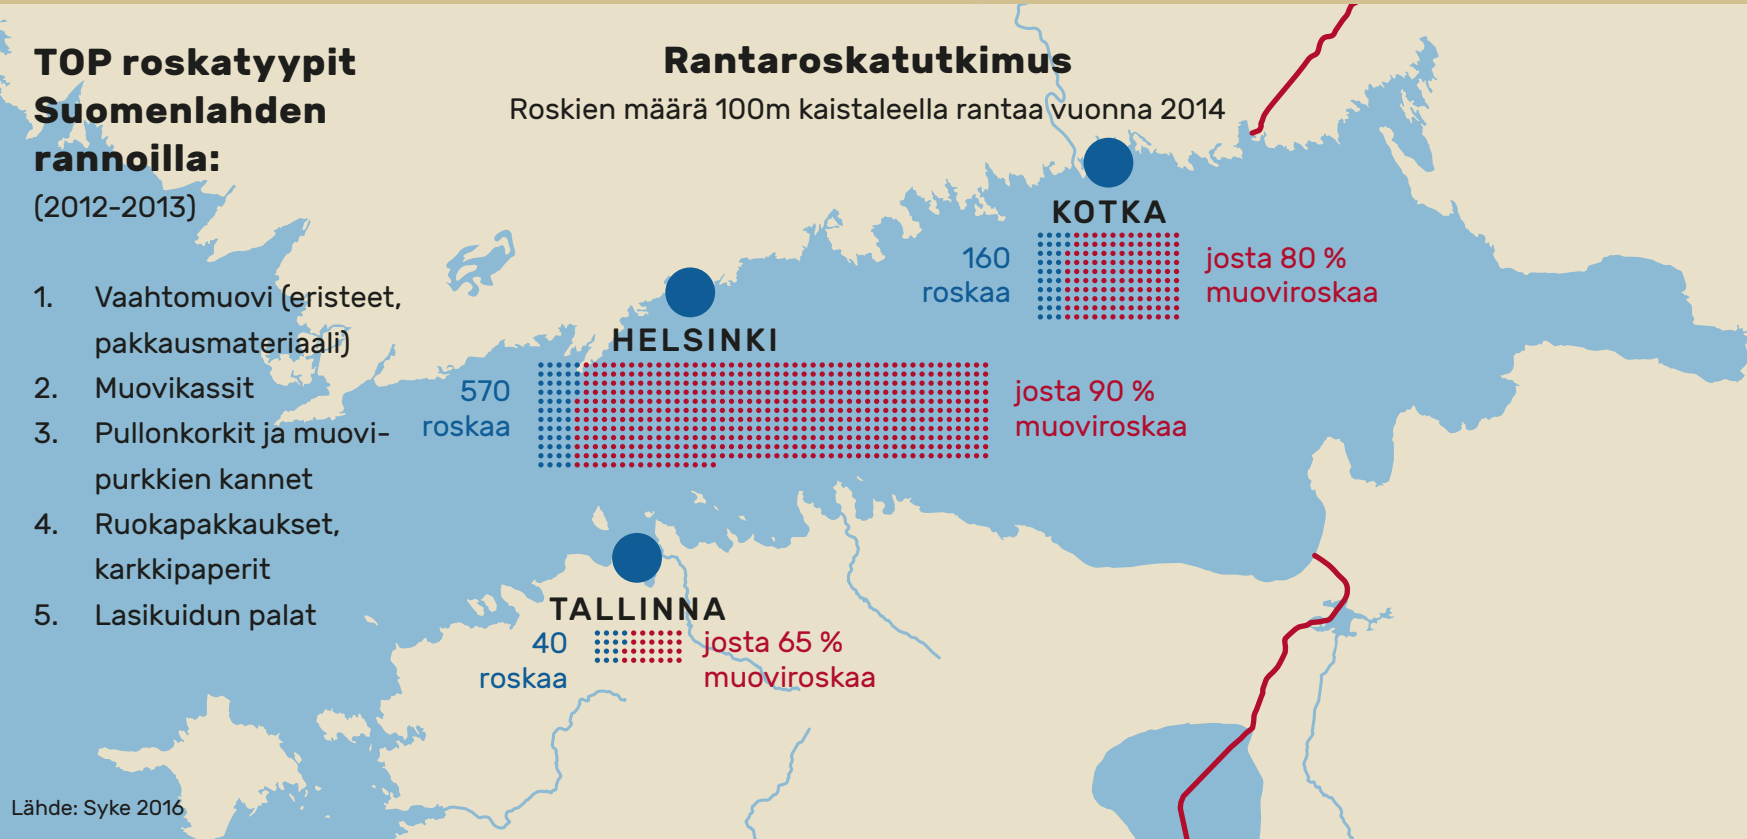 TOP roskatyypit
Suomenlahden
rannoilla:
(2012-2013)
1. Vaahtomuovi (eristeet,
pakkausmateriaali)
2. Muovikassit
3. Pullonkorkit ja muovi-
purkkien kannet
4. Ruokapakkaukset,
karkkipaperit
5. Lasikuidun palat
Rantaroskatutkimus
Roskien määrä 100m kaistaleella rantaa vuonna 2014
KOTKA
160
roskaa
josta 80 %
muoviroskaa
HELSINKI
570
roskaa
josta 90 %
muoviroskaa
TALLINNA
40
roskaa
josta 65 %
muoviroskaa
Lähde: Syke 2016